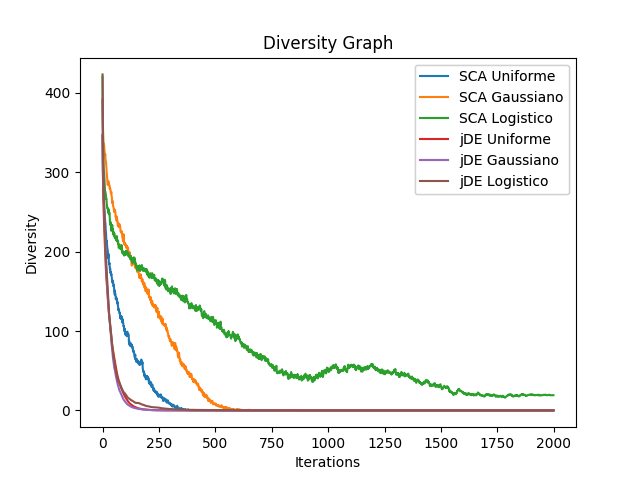 Diversity Graph
SCA Uniforme
SCA Gaussiano
SCA Logistico
jDE Uniforme
jDE Gaussiano
jDE Logistico
Diversity
400
300
200
100
0
0 250 500 750 1000 1250 1500 1750 2000
Iterations